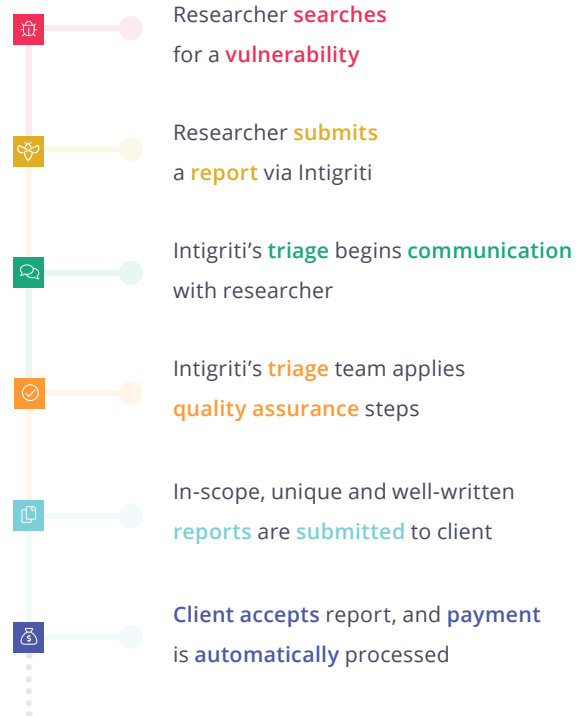 Researcher searches
for a vulnerability
Researcher submits
a report via Intigriti
Intigriti’s triage begins communication
with researcher
Intigriti’s triage team applies
quality assurance steps
In-scope, unique and well-written
reports are submitted to client
Client accepts report, and payment
is automatically processed